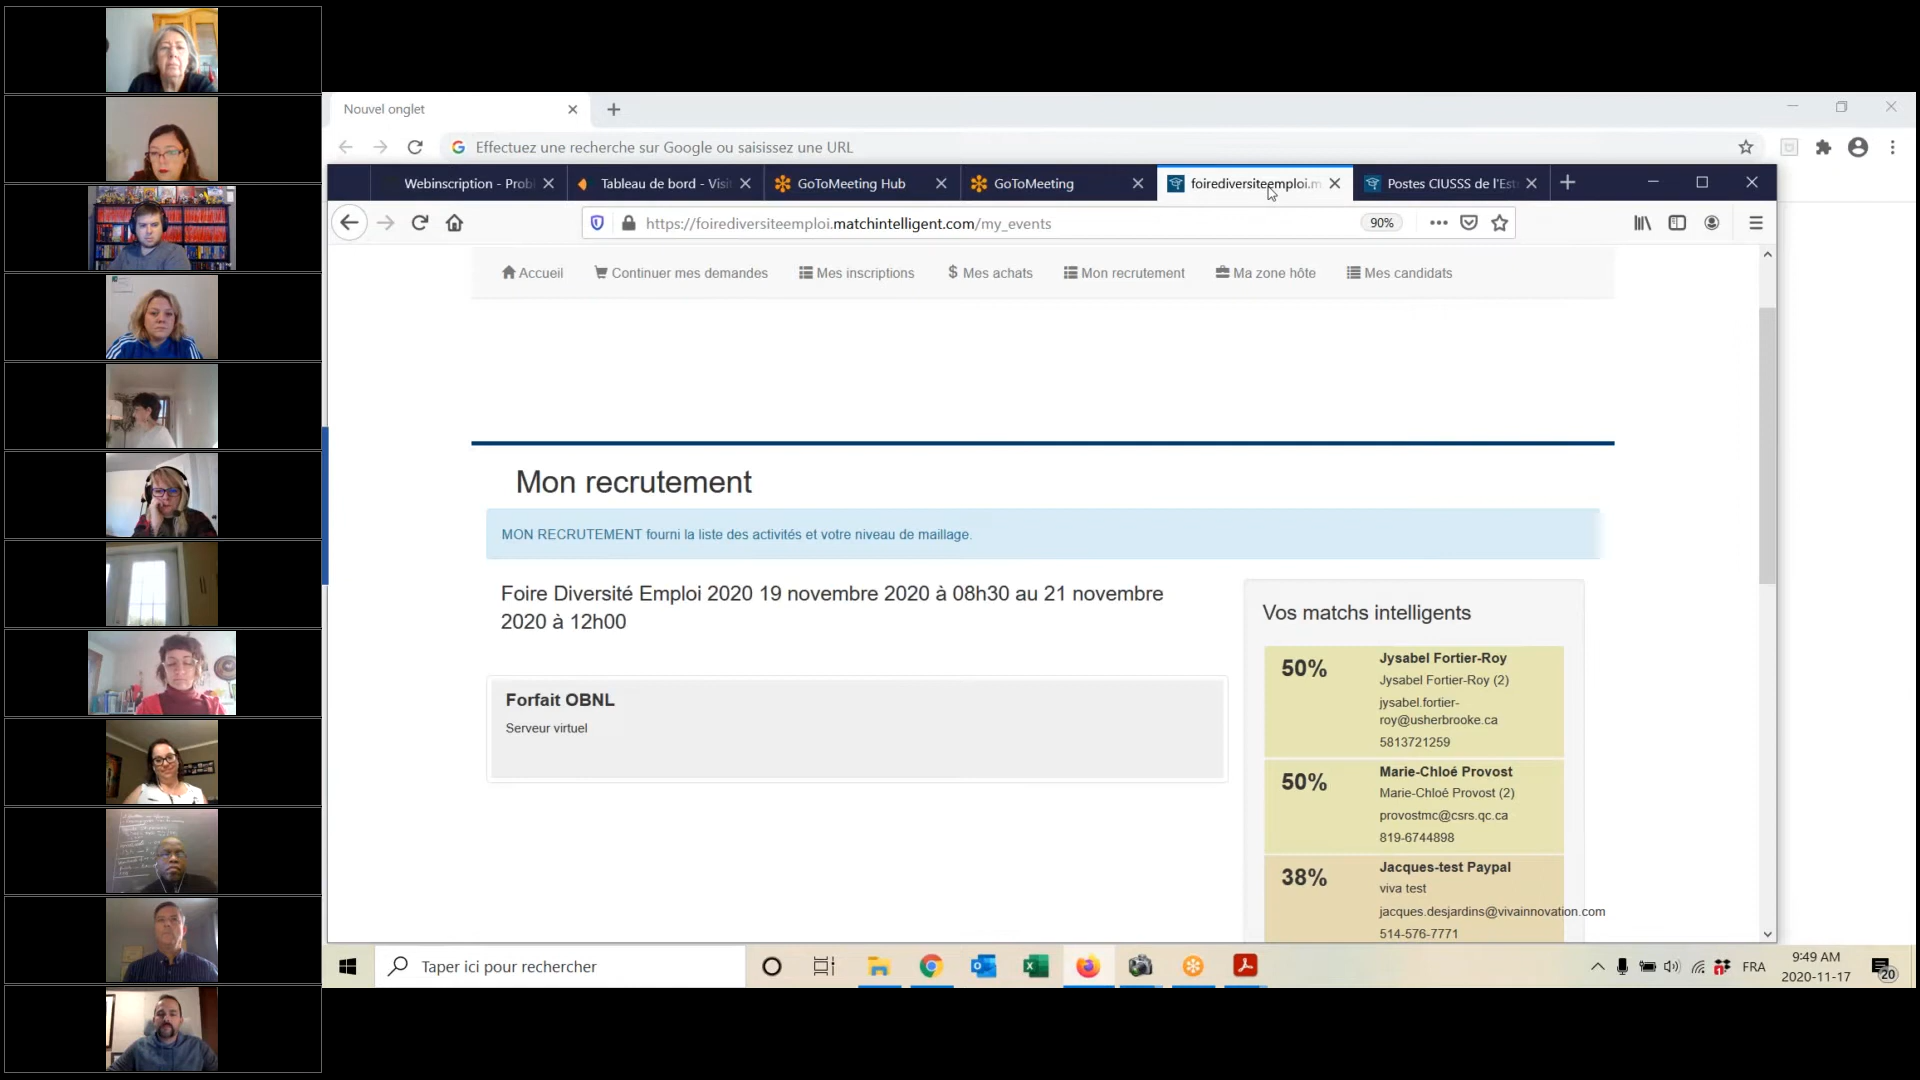 Nouvel onglet
Effectuez une recherche sur Google ou saisissez une URL
Webinscription - Prob
Tableau de bord - Visi
GoToMeeting Hub
GoToMeeting
foirediversiteemploi.m
Postes CIUSSS de l'Est
https://foirediversiteemploi.matchintelligent.com/my_events
90%
Accueil
Continuer mes demandes
Mes inscriptions
$ Mes achats
Mon recrutement
Ma zone hôte
Mes candidats
Mon recrutement
MON RECRUTEMENT fourni la liste des activités et votre niveau de maillage.
Foire Diversité Emploi 2020 19 novembre 2020 à 08h30 au 21 novembre
2020 à 12h00
Forfait OBNL
Serveur virtuel
Vos matchs intelligents
50%
Jysabel Fortier-Roy
Jysabel Fortier-Roy (2)
jysabel.fortier-
roy@usherbrooke.ca
5813721259
50%
Marie-Chloé Provost
Marie-Chloé Provost (2)
provostmc@csrs.qc.ca
819-6744898
38%
Jacques-test Paypal
viva test
jacques.desjardins@vivainnovation.com
514-576-7771
Taper ici pour rechercher
FRA
9:49 AM
2020-11-17
20